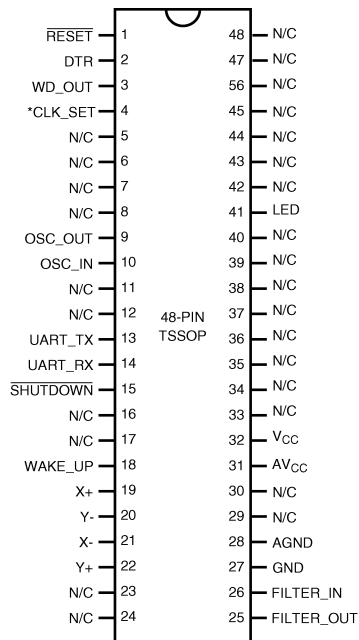 RESET 1 48 N/C
DTR 2 47 N/C
WD_OUT 3 56 N/C
*CLK_SET 4 45 N/C
N/C 5 44 N/C
N/C 6 43 N/C
N/C 7 42 N/C
N/C 8 41 LED
OSC_OUT 9 40 N/C
OSC_IN 10 39 N/C
N/C 11 38 N/C
N/C 12 37 N/C
48-PIN
TSSOP
UART_TX 13 36 N/C
UART_RX 14 35 N/C
SHUTDOWN 15 34 N/C
N/C 16 33 N/C
N/C 17 32 VCC
WAKE_UP 18 31 AVCC
X+ 19 30 N/C
Y- 20 29 N/C
X- 21 28 AGND
Y+ 22 27 GND
N/C 23 26 FILTER_IN
N/C 24 25 FILTER_OUT